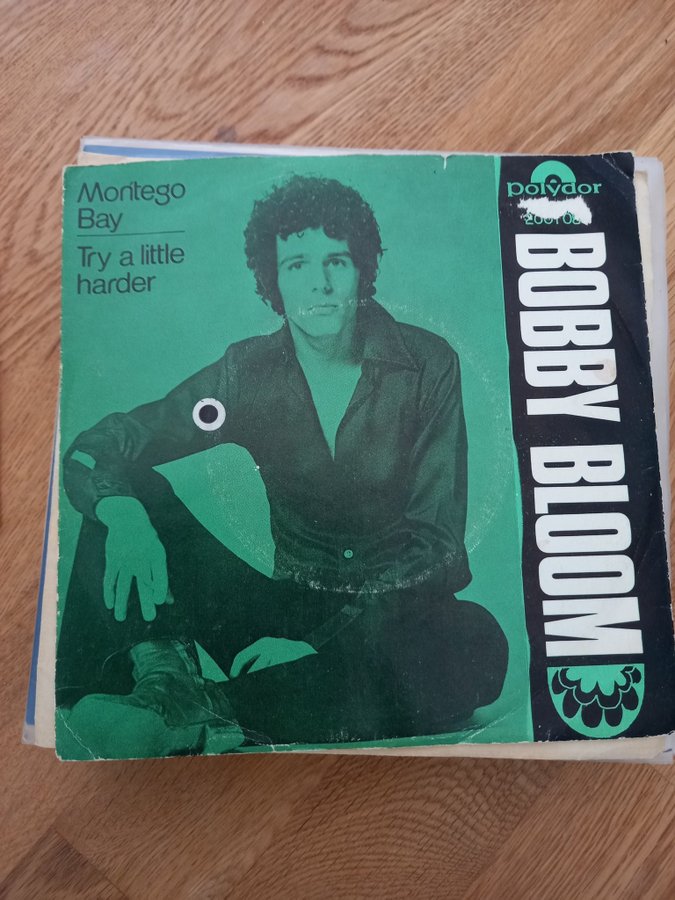 Montego
Bay
Try a little
harder
polydor
BOBBY BLOOM